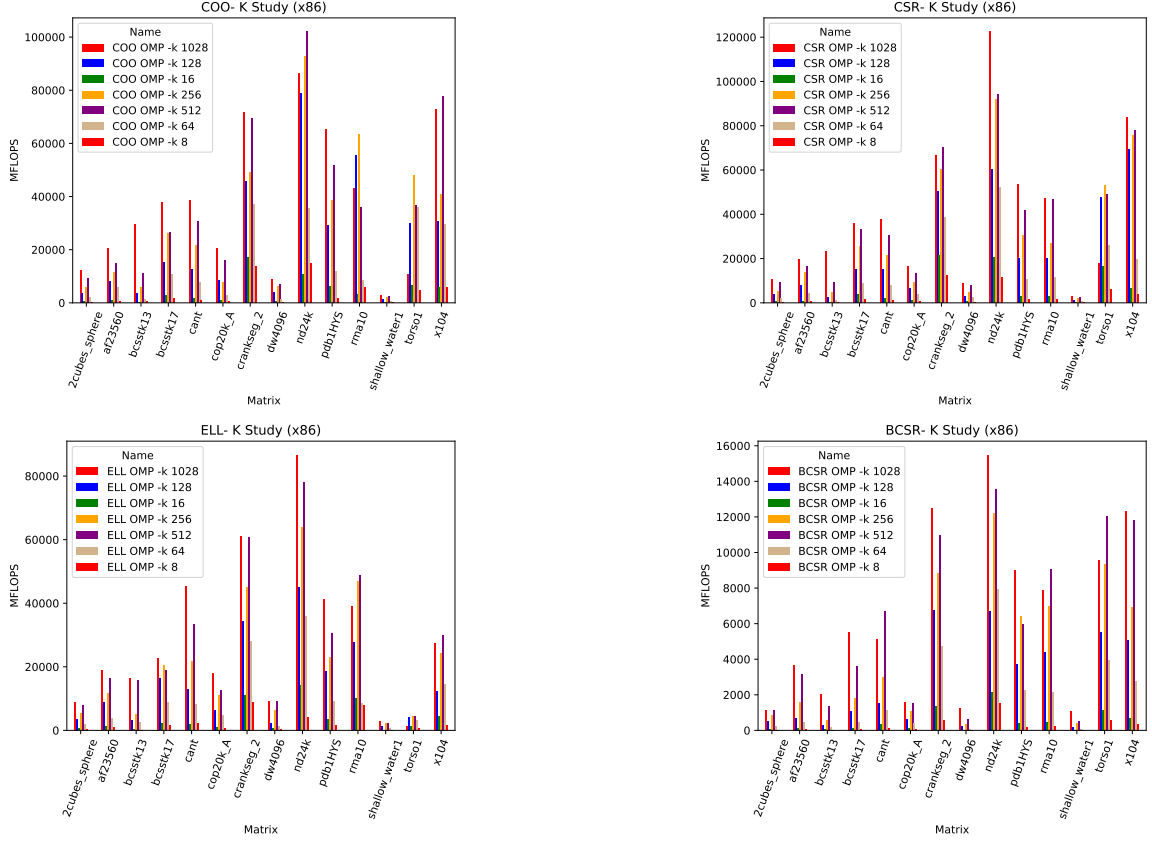 COO- K Study (x86)
Name
COO OMP -k 1028
COO OMP -k 128
COO OMP -k 16
COO OMP -k 256
COO OMP -k 512
COO OMP -k 64
COO OMP -k 8
MFLOPS
100000
80000
60000
40000
20000
0
2cubes_sphere
af23560
bcsstk13
bcsstk17
cant
cop20k_A
crankseg_2
dw4096
nd24k
pdb1HYS
rma10
shallow_water1
torso1
x104
Matrix
CSR- K Study (x86)
Name
CSR OMP -k 1028
CSR OMP -k 128
CSR OMP -k 16
CSR OMP -k 256
CSR OMP -k 512
CSR OMP -k 64
CSR OMP -k 8
MFLOPS
120000
100000
80000
60000
40000
20000
0
2cubes_sphere
af23560
bcsstk13
bcsstk17
cant
cop20k_A
crankseg_2
dw4096
nd24k
pdb1HYS
rma10
shallow_water1
torso1
x104
Matrix
ELL- K Study (x86)
Name
ELL OMP -k 1028
ELL OMP -k 128
ELL OMP -k 16
ELL OMP -k 256
ELL OMP -k 512
ELL OMP -k 64
ELL OMP -k 8
MFLOPS
80000
60000
40000
20000
0
2cubes_sphere
af23560
bcsstk13
bcsstk17
cant
cop20k_A
crankseg_2
dw4096
nd24k
pdb1HYS
rma10
shallow_water1
torso1
x104
Matrix
BCSR- K Study (x86)
Name
BCSR OMP -k 1028
BCSR OMP -k 128
BCSR OMP -k 16
BCSR OMP -k 256
BCSR OMP -k 512
BCSR OMP -k 64
BCSR OMP -k 8
MFLOPS
16000
14000
12000
10000
8000
6000
4000
2000
0
2cubes_sphere
af23560
bcsstk13
bcsstk17
cant
cop20k_A
crankseg_2
dw4096
nd24k
pdb1HYS
rma10
shallow_water1
torso1
x104
Matrix